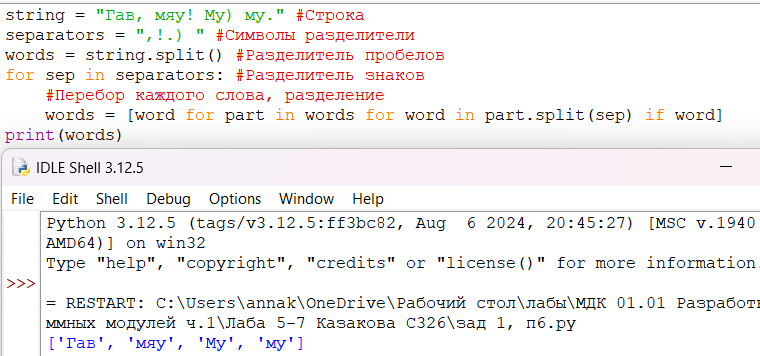 string = "Гав, мяу! Му) му." #Строка
separators = ",!.) " #Символы разделители
words = string.split() #Разделитель пробелов
for sep in separators: #Разделитель знаков
    #Перебор каждого слова, разделение
    words = [word for part in words for word in part.split(sep) if word]
print(words)
IDLE Shell 3.12.5
File Edit Shell Debug Options Window Help
Python 3.12.5 (tags/v3.12.5:ff3bc82, Aug  6 2024, 20:45:27) [MSC v.1940
AMD64)] on win32
Type "help", "copyright", "credits" or "license()" for more information.
>>>
= RESTART: C:\Users\annak\OneDrive\Рабочий стол\лабы\МДК 01.01 Разработ
ммных модулей ч.1\Лаба 5-7 Казакова С326\зад 1, п6.py
['Гав', 'мяу', 'Му', 'му']